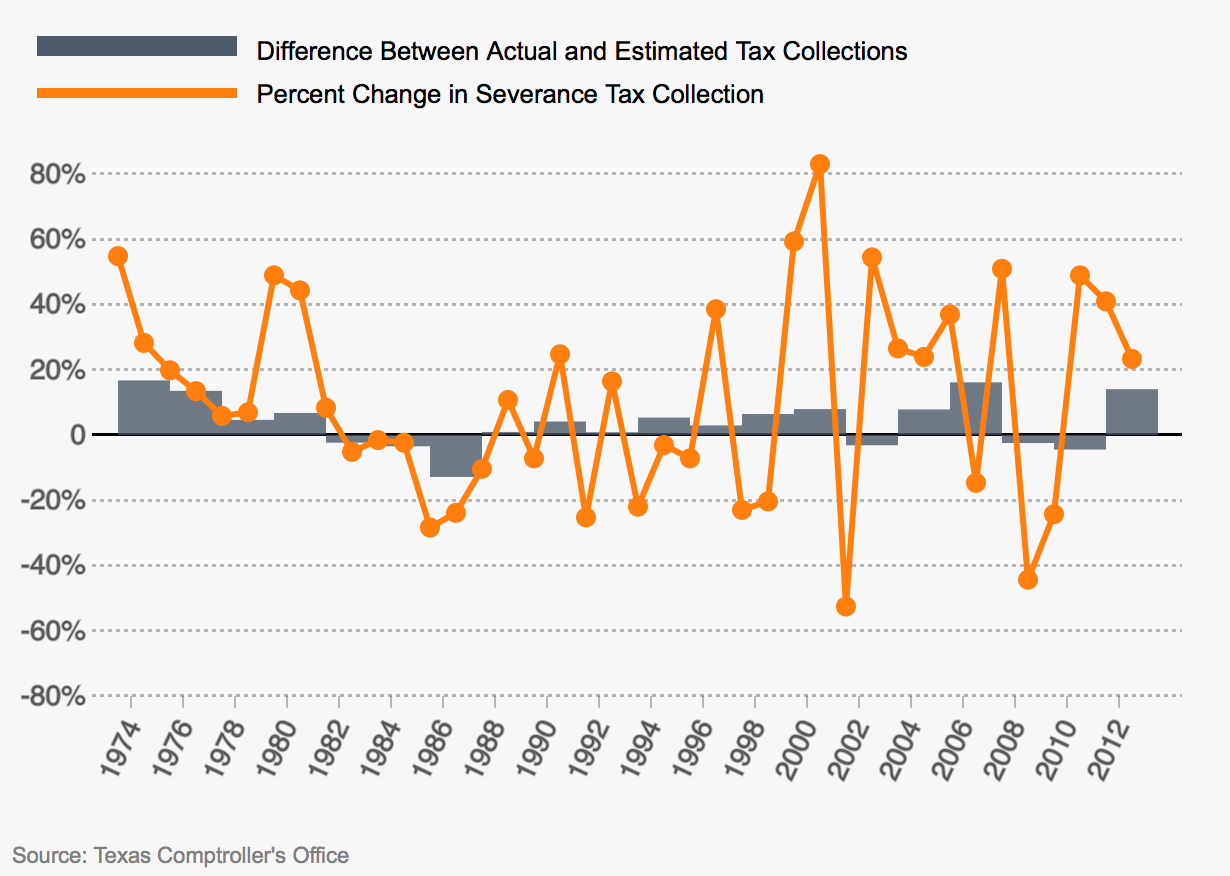 Difference Between Actual and Estimated Tax Collections
Percent Change in Severance Tax Collection
80%
60%
40%
20%
0
-20%
-40%
-60%
-80%
1974 1976 1978 1980 1982 1984 1986 1988 1990 1992 1994 1996 1998 2000 2002 2004 2006 2008 2010 2012
Source: Texas Comptroller's Office